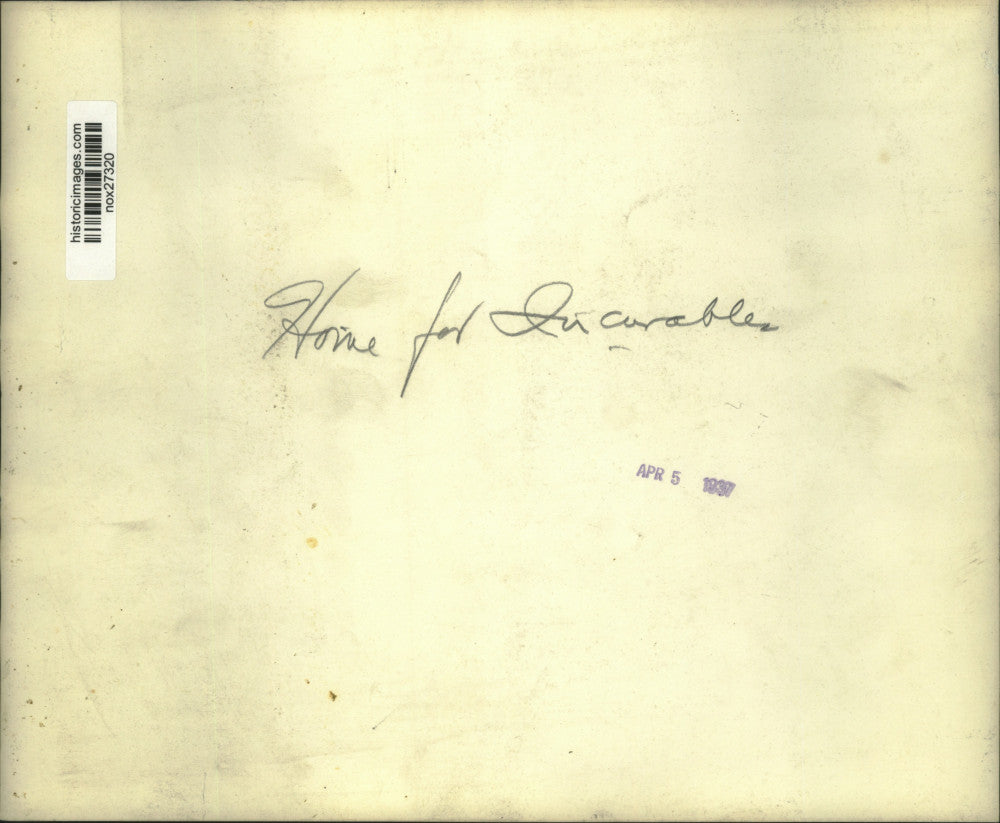 historicimages.com
nox27320
Home for Incurables
APR 5 1937